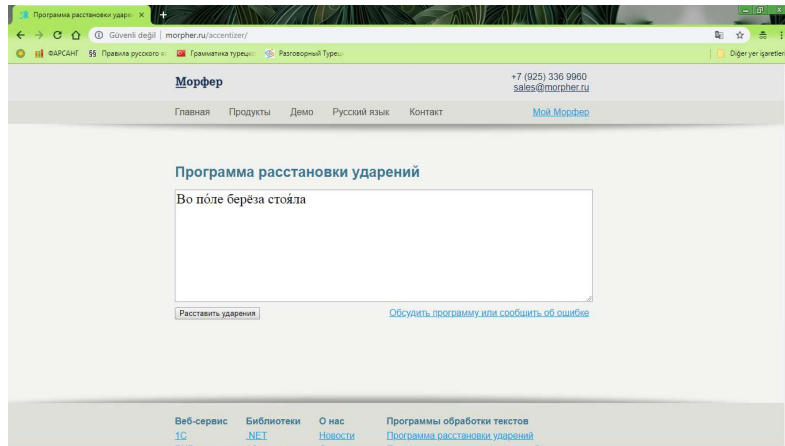 Программа расстановки ударе
Güvenli değil | morpher.ru/accentizer/
ФАРСАНГ §§ Правила русского я Грамматика турецк Разговорный Турец Diğer yer işaretleri
Морфер
+7 (925) 336 9960
sales@morpher.ru
Главная Продукты Демо Русский язык Контакт Мой Морфер
Программа расстановки ударений
Во по́ле берёза стоя́ла
Расставить ударения Обсудить программу или сообщить об ошибке
Веб-сервис Библиотеки О нас Программы обработки текстов
1С .NET Новости Программа расстановки ударений